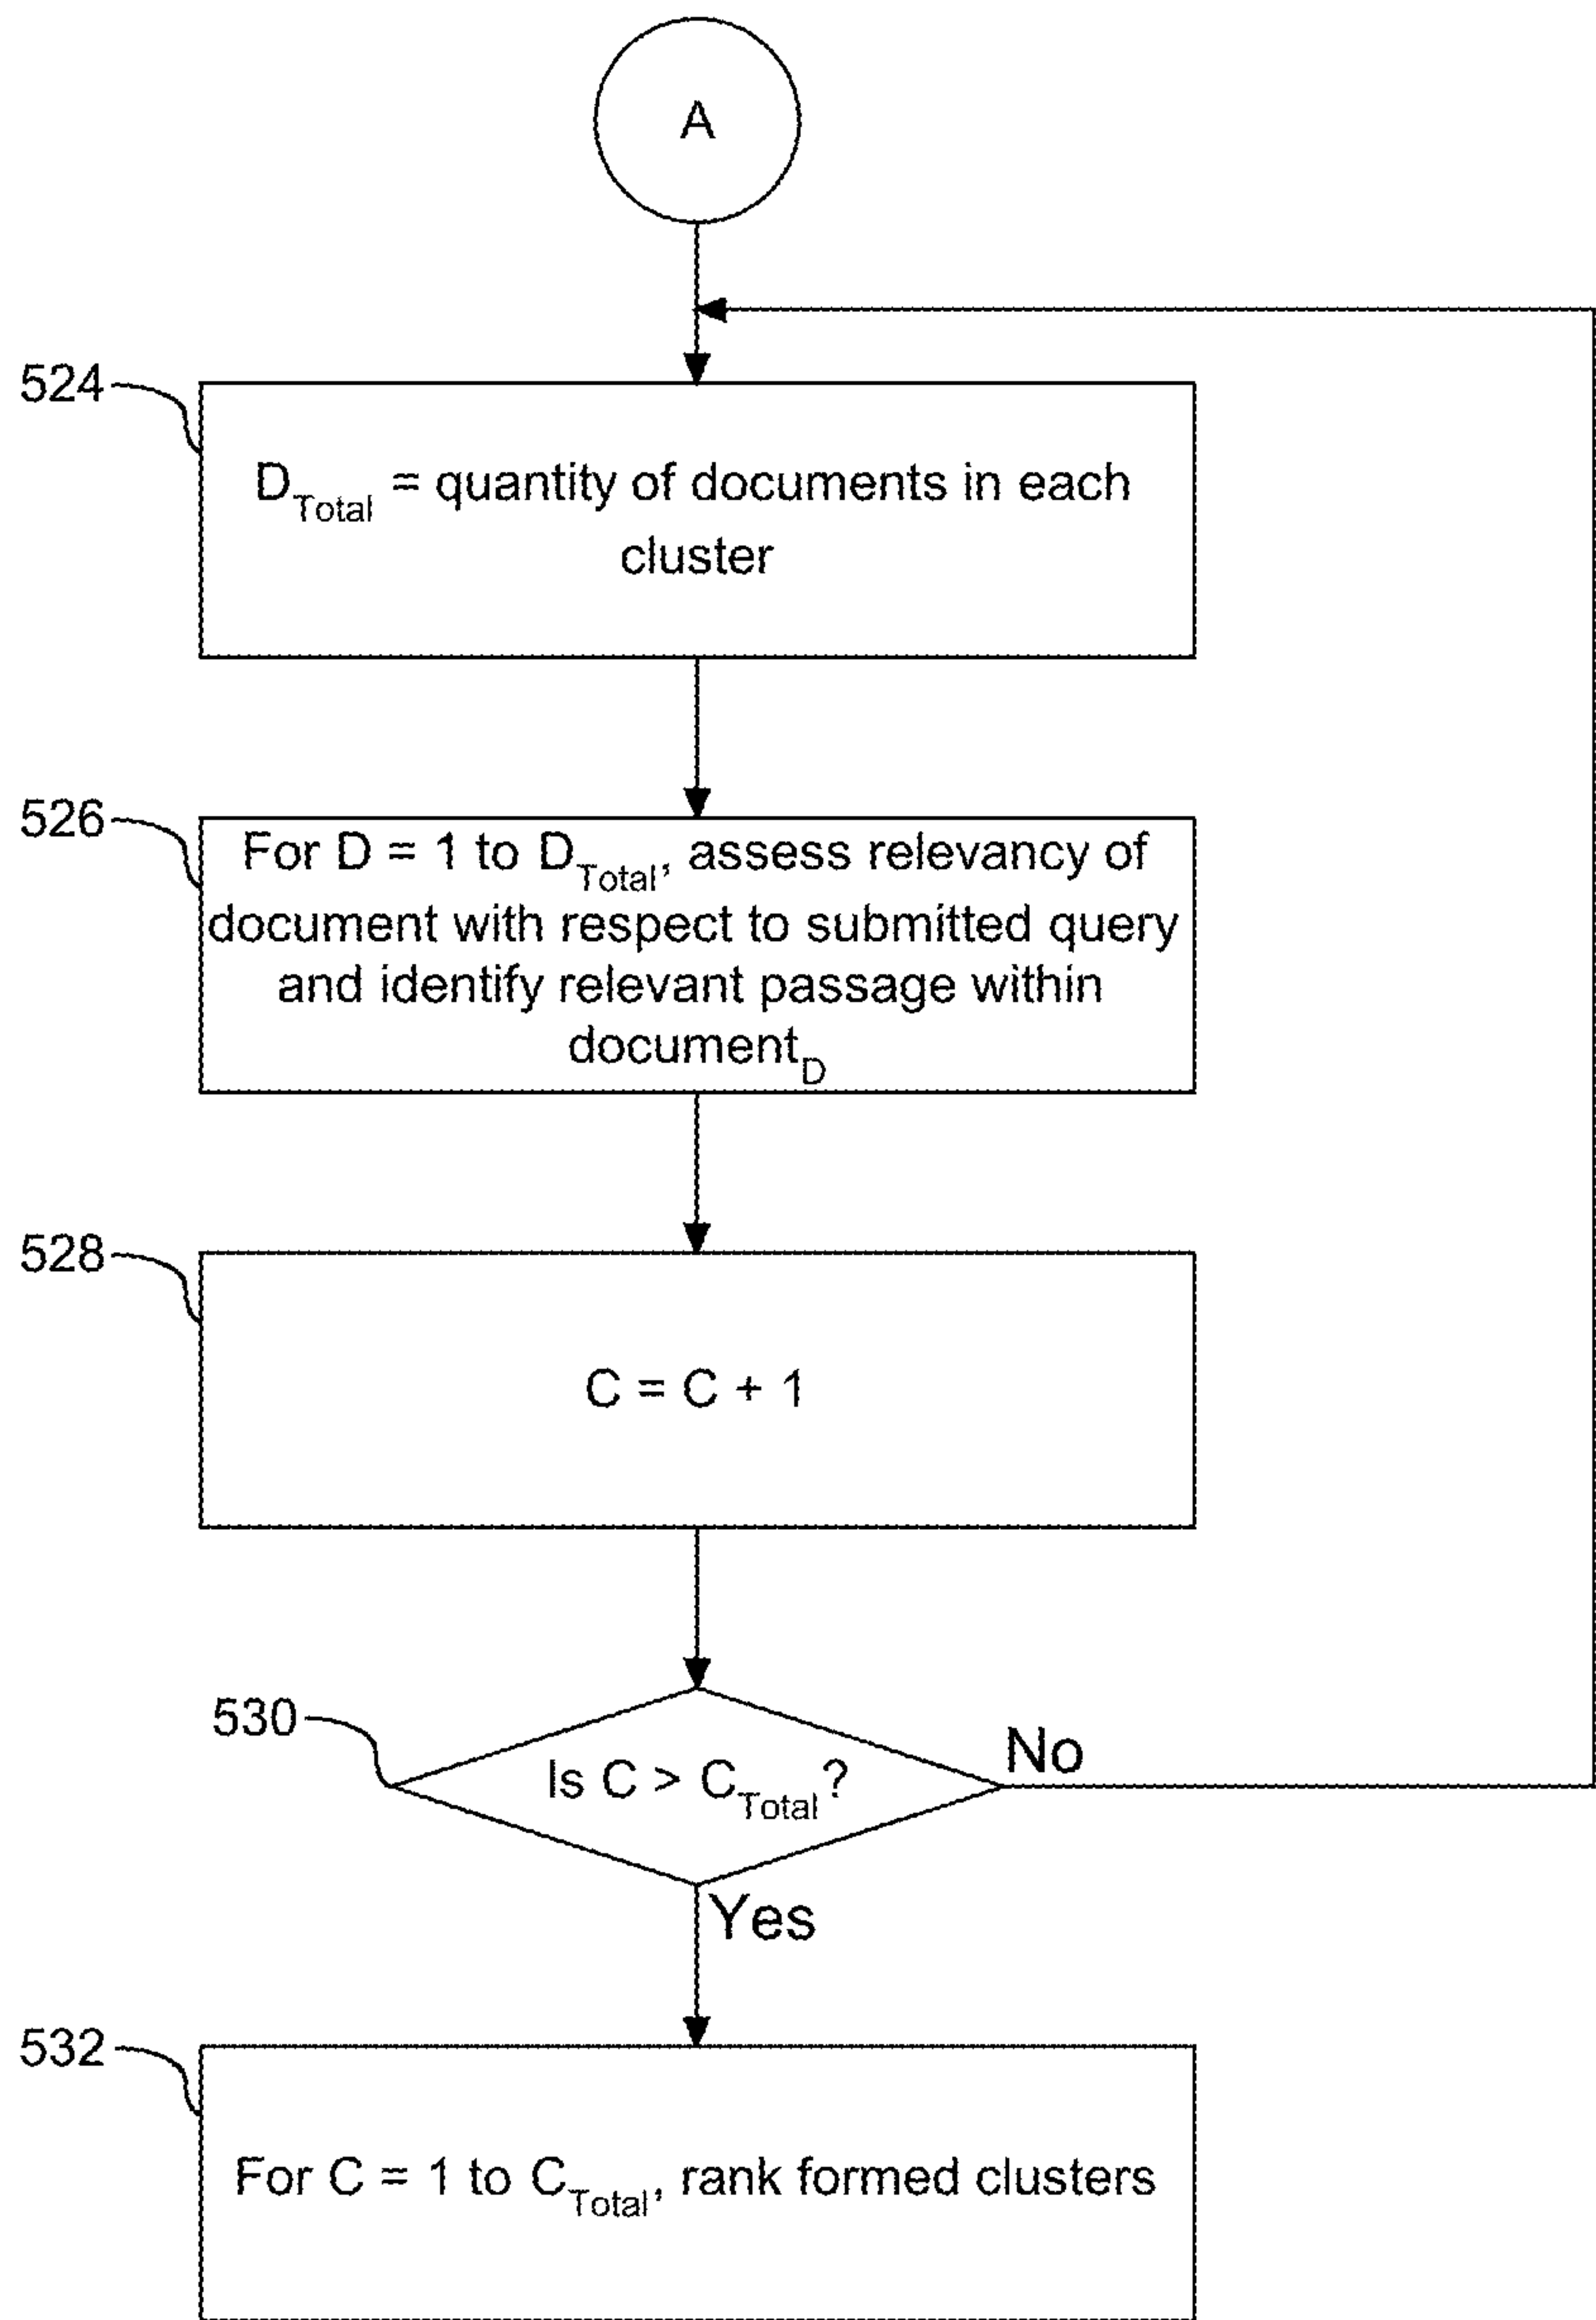 A
524
D_Total = quantity of documents in each
cluster
526
For D = 1 to D_Total, assess relevancy of
document with respect to submitted query
and identify relevant passage within
document_D
528
C = C + 1
530
Is C > C_Total?
No
Yes
532
For C = 1 to C_Total, rank formed clusters